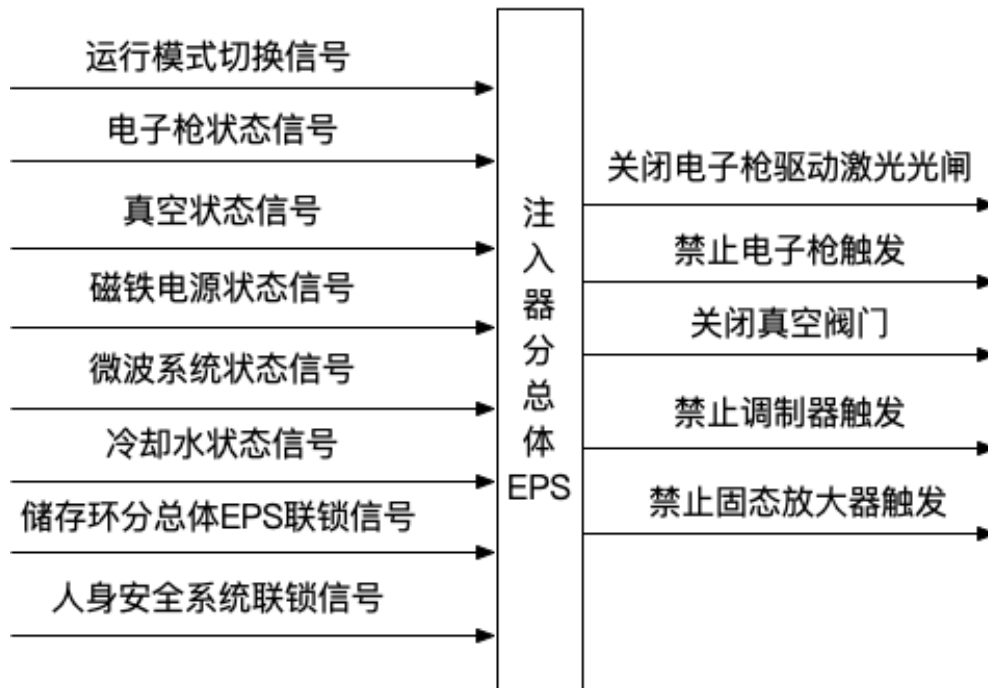 运行模式切换信号
电子枪状态信号
真空状态信号
磁铁电源状态信号
微波系统状态信号
冷却水状态信号
储存环分总体EPS联锁信号
人身安全系统联锁信号
注
入
器
分
总
体
EPS
关闭电子枪驱动激光光闸
禁止电子枪触发
关闭真空阀门
禁止调制器触发
禁止固态放大器触发